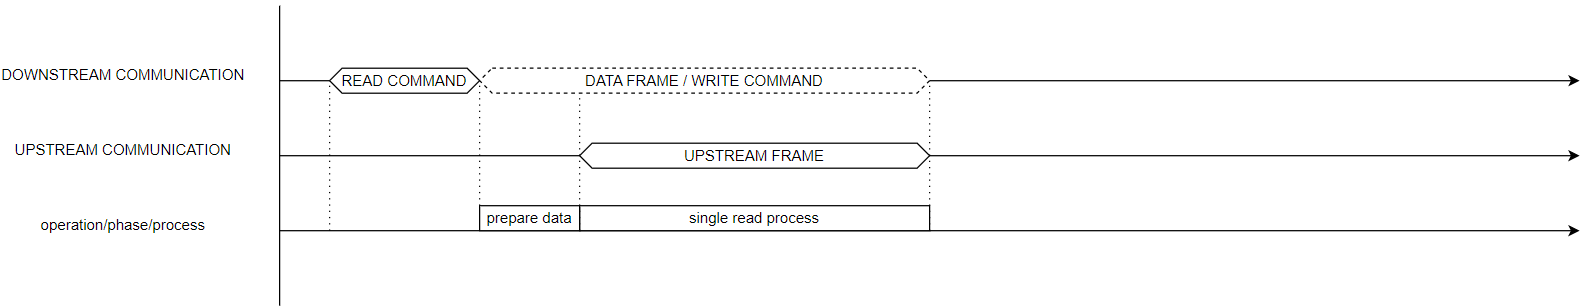 DOWNSTREAM COMMUNICATION
READ COMMAND
DATA FRAME / WRITE COMMAND
UPSTREAM COMMUNICATION
UPSTREAM FRAME
operation/phase/process
prepare data
single read process